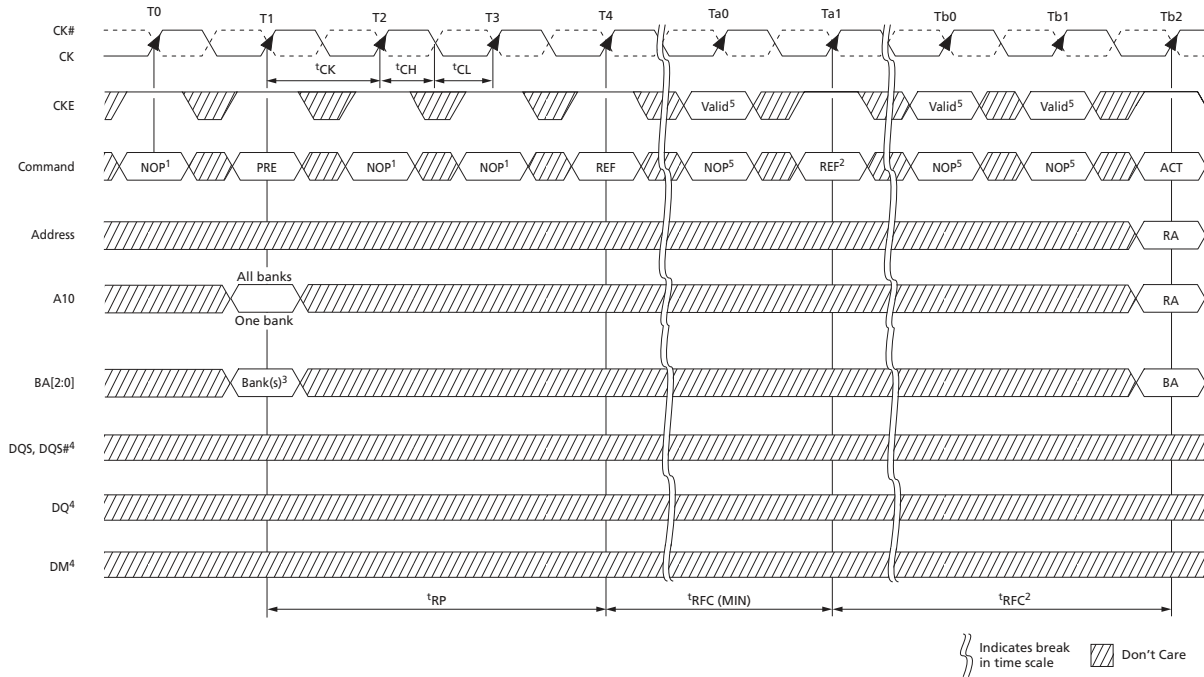 T0 T1 T2 T3 T4 Ta0 Ta1 Tb0 Tb1 Tb2
CK#
CK
tCK tCH tCL
CKE Valid5 Valid5 Valid5
Command NOP1 PRE NOP1 NOP1 REF NOP5 REF2 NOP5 NOP5 ACT
Address RA
All banks
A10 RA
One bank
BA[2:0] Bank(s)3 BA
DQS, DQS#4
DQ4
DM4
tRP tRFC (MIN) tRFC2
Indicates break
in time scale
Don't Care